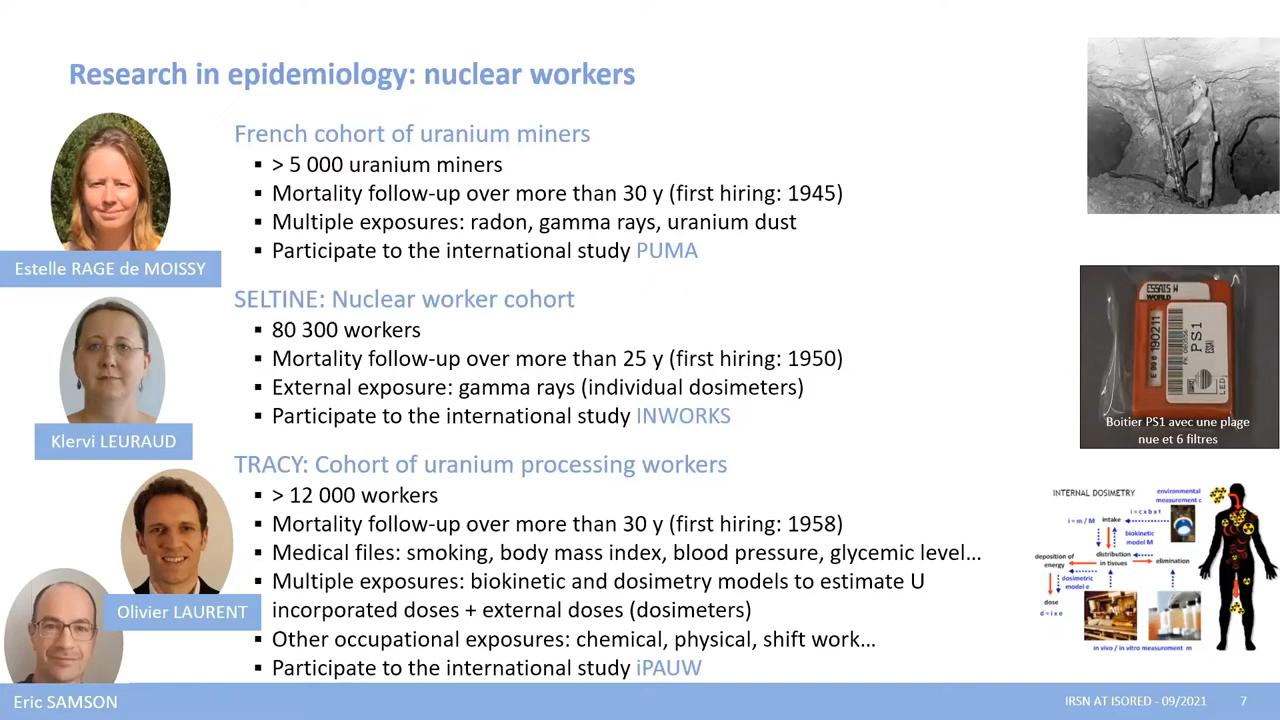 Research in epidemiology: nuclear workers
French cohort of uranium miners
▪ > 5 000 uranium miners
▪ Mortality follow-up over more than 30 y (first hiring: 1945)
▪ Multiple exposures: radon, gamma rays, uranium dust
▪ Participate to the international study PUMA
Estelle RAGE de MOISSY
SELTINE: Nuclear worker cohort
▪ 80 300 workers
▪ Mortality follow-up over more than 25 y (first hiring: 1950)
▪ External exposure: gamma rays (individual dosimeters)
▪ Participate to the international study INWORKS
Klervi LEURAUD
TRACY: Cohort of uranium processing workers
▪ > 12 000 workers
▪ Mortality follow-up over more than 30 y (first hiring: 1958)
▪ Medical files: smoking, body mass index, blood pressure, glycemic level...
▪ Multiple exposures: biokinetic and dosimetry models to estimate U
incorporated doses + external doses (dosimeters)
▪ Other occupational exposures: chemical, physical, shift work...
▪ Participate to the international study iPAUW
Olivier LAURENT
Eric SAMSON
ESSAIS W
WORLD
190211
PS1
ESSAI
Boitier PS1 avec une plage
nue et 6 filtres
INTERNAL DOSIMETRY
environmental
measurement c
i = c x b x t
i = m / M
intake
biokinetic
model M
deposition of
energy
distribution
in tissues
elimination
dosimetric
model e
dose
d = i x e
in vivo / in vitro measurement m
IRSN AT ISORED - 09/2021
7